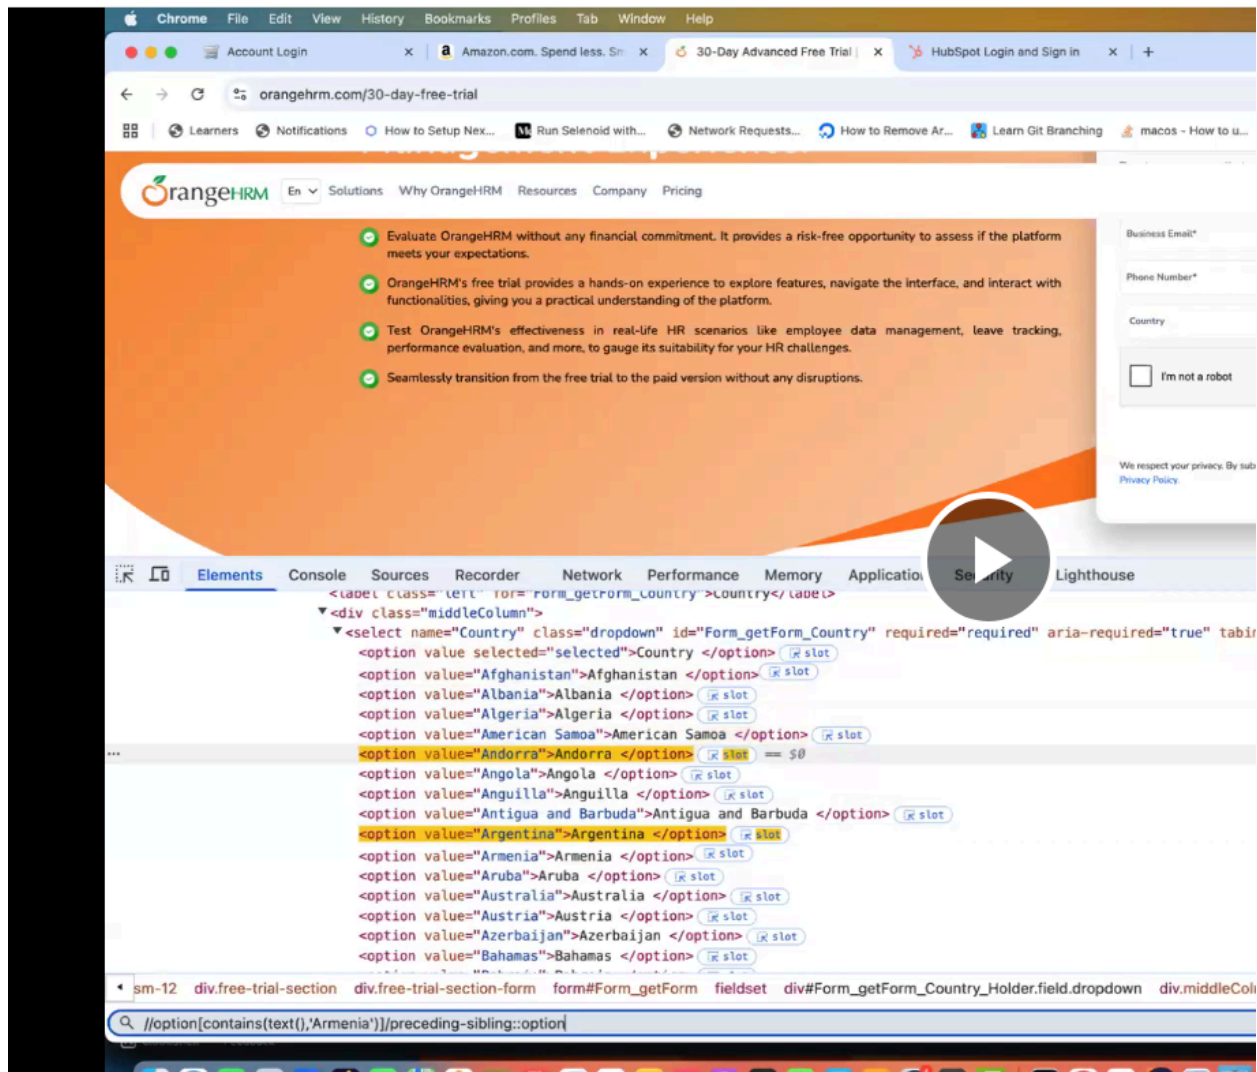 Chrome File Edit View History Bookmarks Profiles Tab Window Help
Account Login × a Amazon.com. Spend less. Sm × 30-Day Advanced Free Trial | × HubSpot Login and Sign in × +
orangehrm.com/30-day-free-trial
Learners Notifications How to Setup Nex... Run Selenoid with... Network Requests... How to Remove Ar... Learn Git Branching macos - How to u...
OrangeHRM En Solutions Why OrangeHRM Resources Company Pricing
Evaluate OrangeHRM without any financial commitment. It provides a risk-free opportunity to assess if the platform
meets your expectations.
OrangeHRM's free trial provides a hands-on experience to explore features, navigate the interface, and interact with
functionalities, giving you a practical understanding of the platform.
Test OrangeHRM's effectiveness in real-life HR scenarios like employee data management, leave tracking,
performance evaluation, and more, to gauge its suitability for your HR challenges.
Seamlessly transition from the free trial to the paid version without any disruptions.
Business Email*
Phone Number*
Country
I'm not a robot
We respect your privacy. By sub
Privacy Policy.
Elements Console Sources Recorder Network Performance Memory Application Security Lighthouse
<label class="left" for="Form_getForm_Country">Country</label>
▼<div class="middleColumn">
▼<select name="Country" class="dropdown" id="Form_getForm_Country" required="required" aria-required="true" tabin
<option value selected="selected">Country </option> slot
<option value="Afghanistan">Afghanistan </option> slot
<option value="Albania">Albania </option> slot
<option value="Algeria">Algeria </option> slot
<option value="American Samoa">American Samoa </option> slot
... <option value="Andorra">Andorra </option> slot == $0
<option value="Angola">Angola </option> slot
<option value="Anguilla">Anguilla </option> slot
<option value="Antigua and Barbuda">Antigua and Barbuda </option> slot
<option value="Argentina">Argentina </option> slot
<option value="Armenia">Armenia </option> slot
<option value="Aruba">Aruba </option> slot
<option value="Australia">Australia </option> slot
<option value="Austria">Austria </option> slot
<option value="Azerbaijan">Azerbaijan </option> slot
<option value="Bahamas">Bahamas </option> slot
sm-12 div.free-trial-section div.free-trial-section-form form#Form_getForm fieldset div#Form_getForm_Country_Holder.field.dropdown div.middleColu
//option[contains(text(),'Armenia')]/preceding-sibling::option